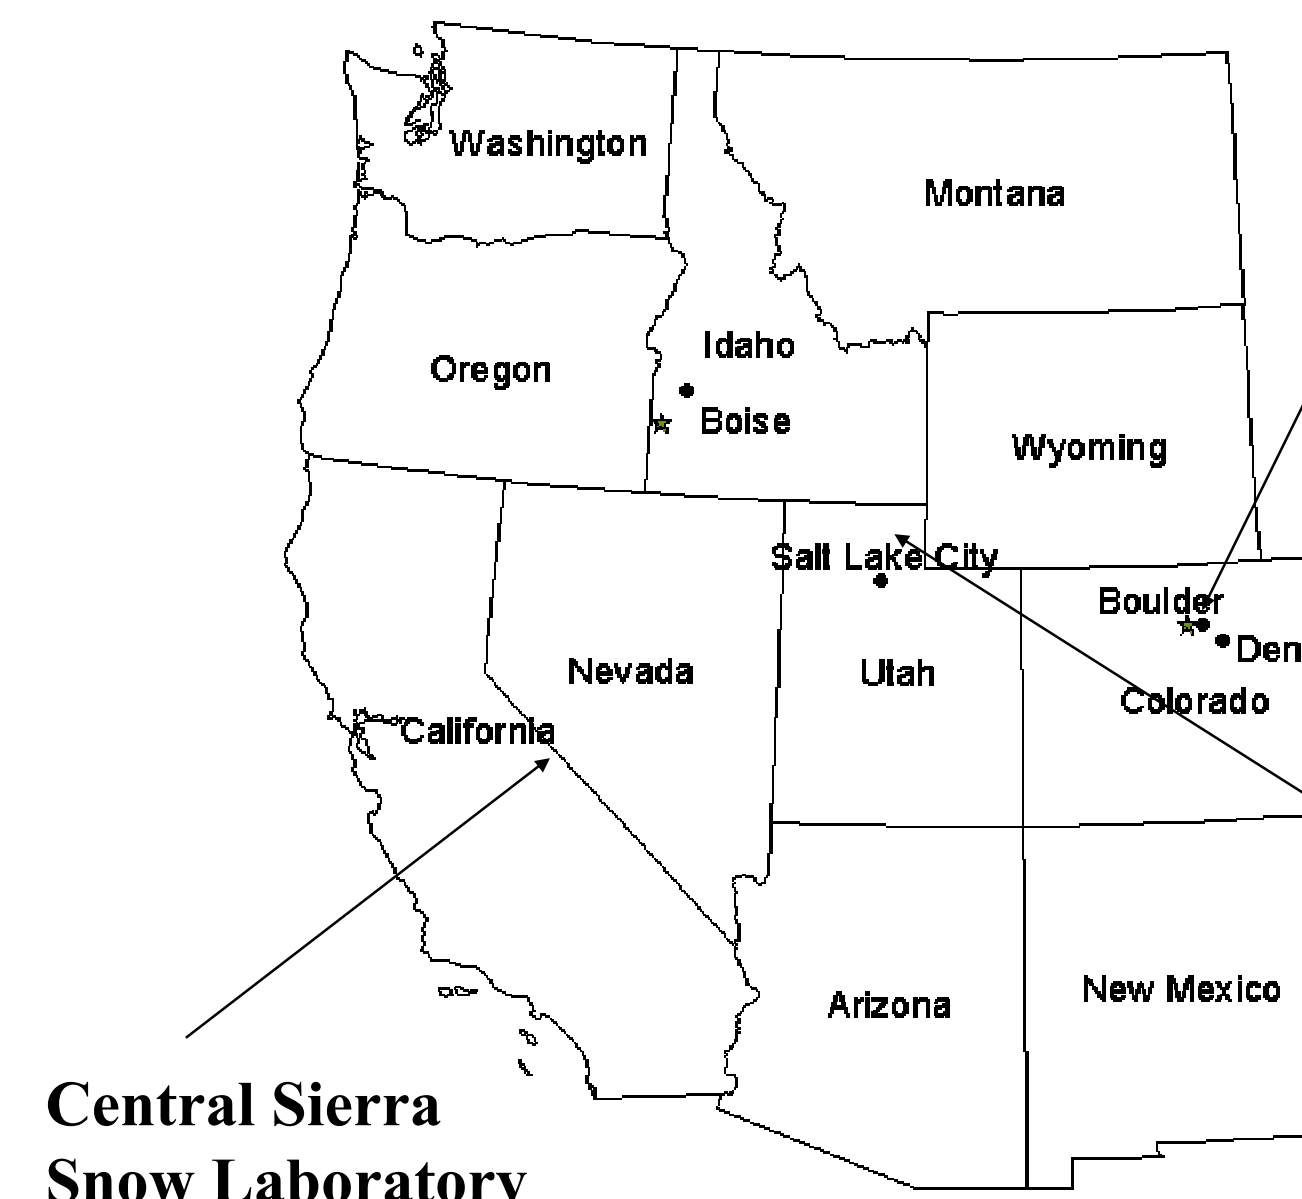 Washington
Montana
Idaho
Oregon
Boise
Wyoming
Salt Lake City
Boulder
Den
Nevada
Utah
Colorado
California
New Mexico
Arizona
Central Sierra
Snow Laboratory